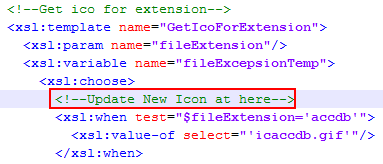 <!--Get ico for extension-->
<xsl:template name="GetIcoForExtension">
<xsl:param name="fileExtension"/>
<xsl:variable name="fileExcepsionTemp">
<xsl:choose>
<!--Update New Icon at here-->
<xsl:when test="$fileExtension='accdb'">
<xsl:value-of select="'icaccdb.gif'"/>
</xsl:when>